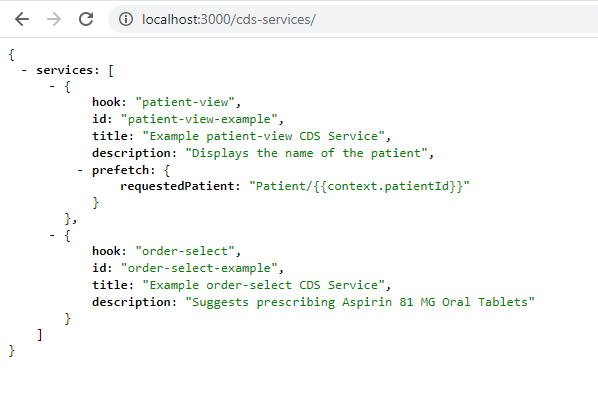 localhost:3000/cds-services/
{
- services: [
- {
hook: "patient-view",
id: "patient-view-example",
title: "Example patient-view CDS Service",
description: "Displays the name of the patient",
- prefetch: {
requestedPatient: "Patient/{{context.patientId}}"
}
},
- {
hook: "order-select",
id: "order-select-example",
title: "Example order-select CDS Service",
description: "Suggests prescribing Aspirin 81 MG Oral Tablets"
}
]
}